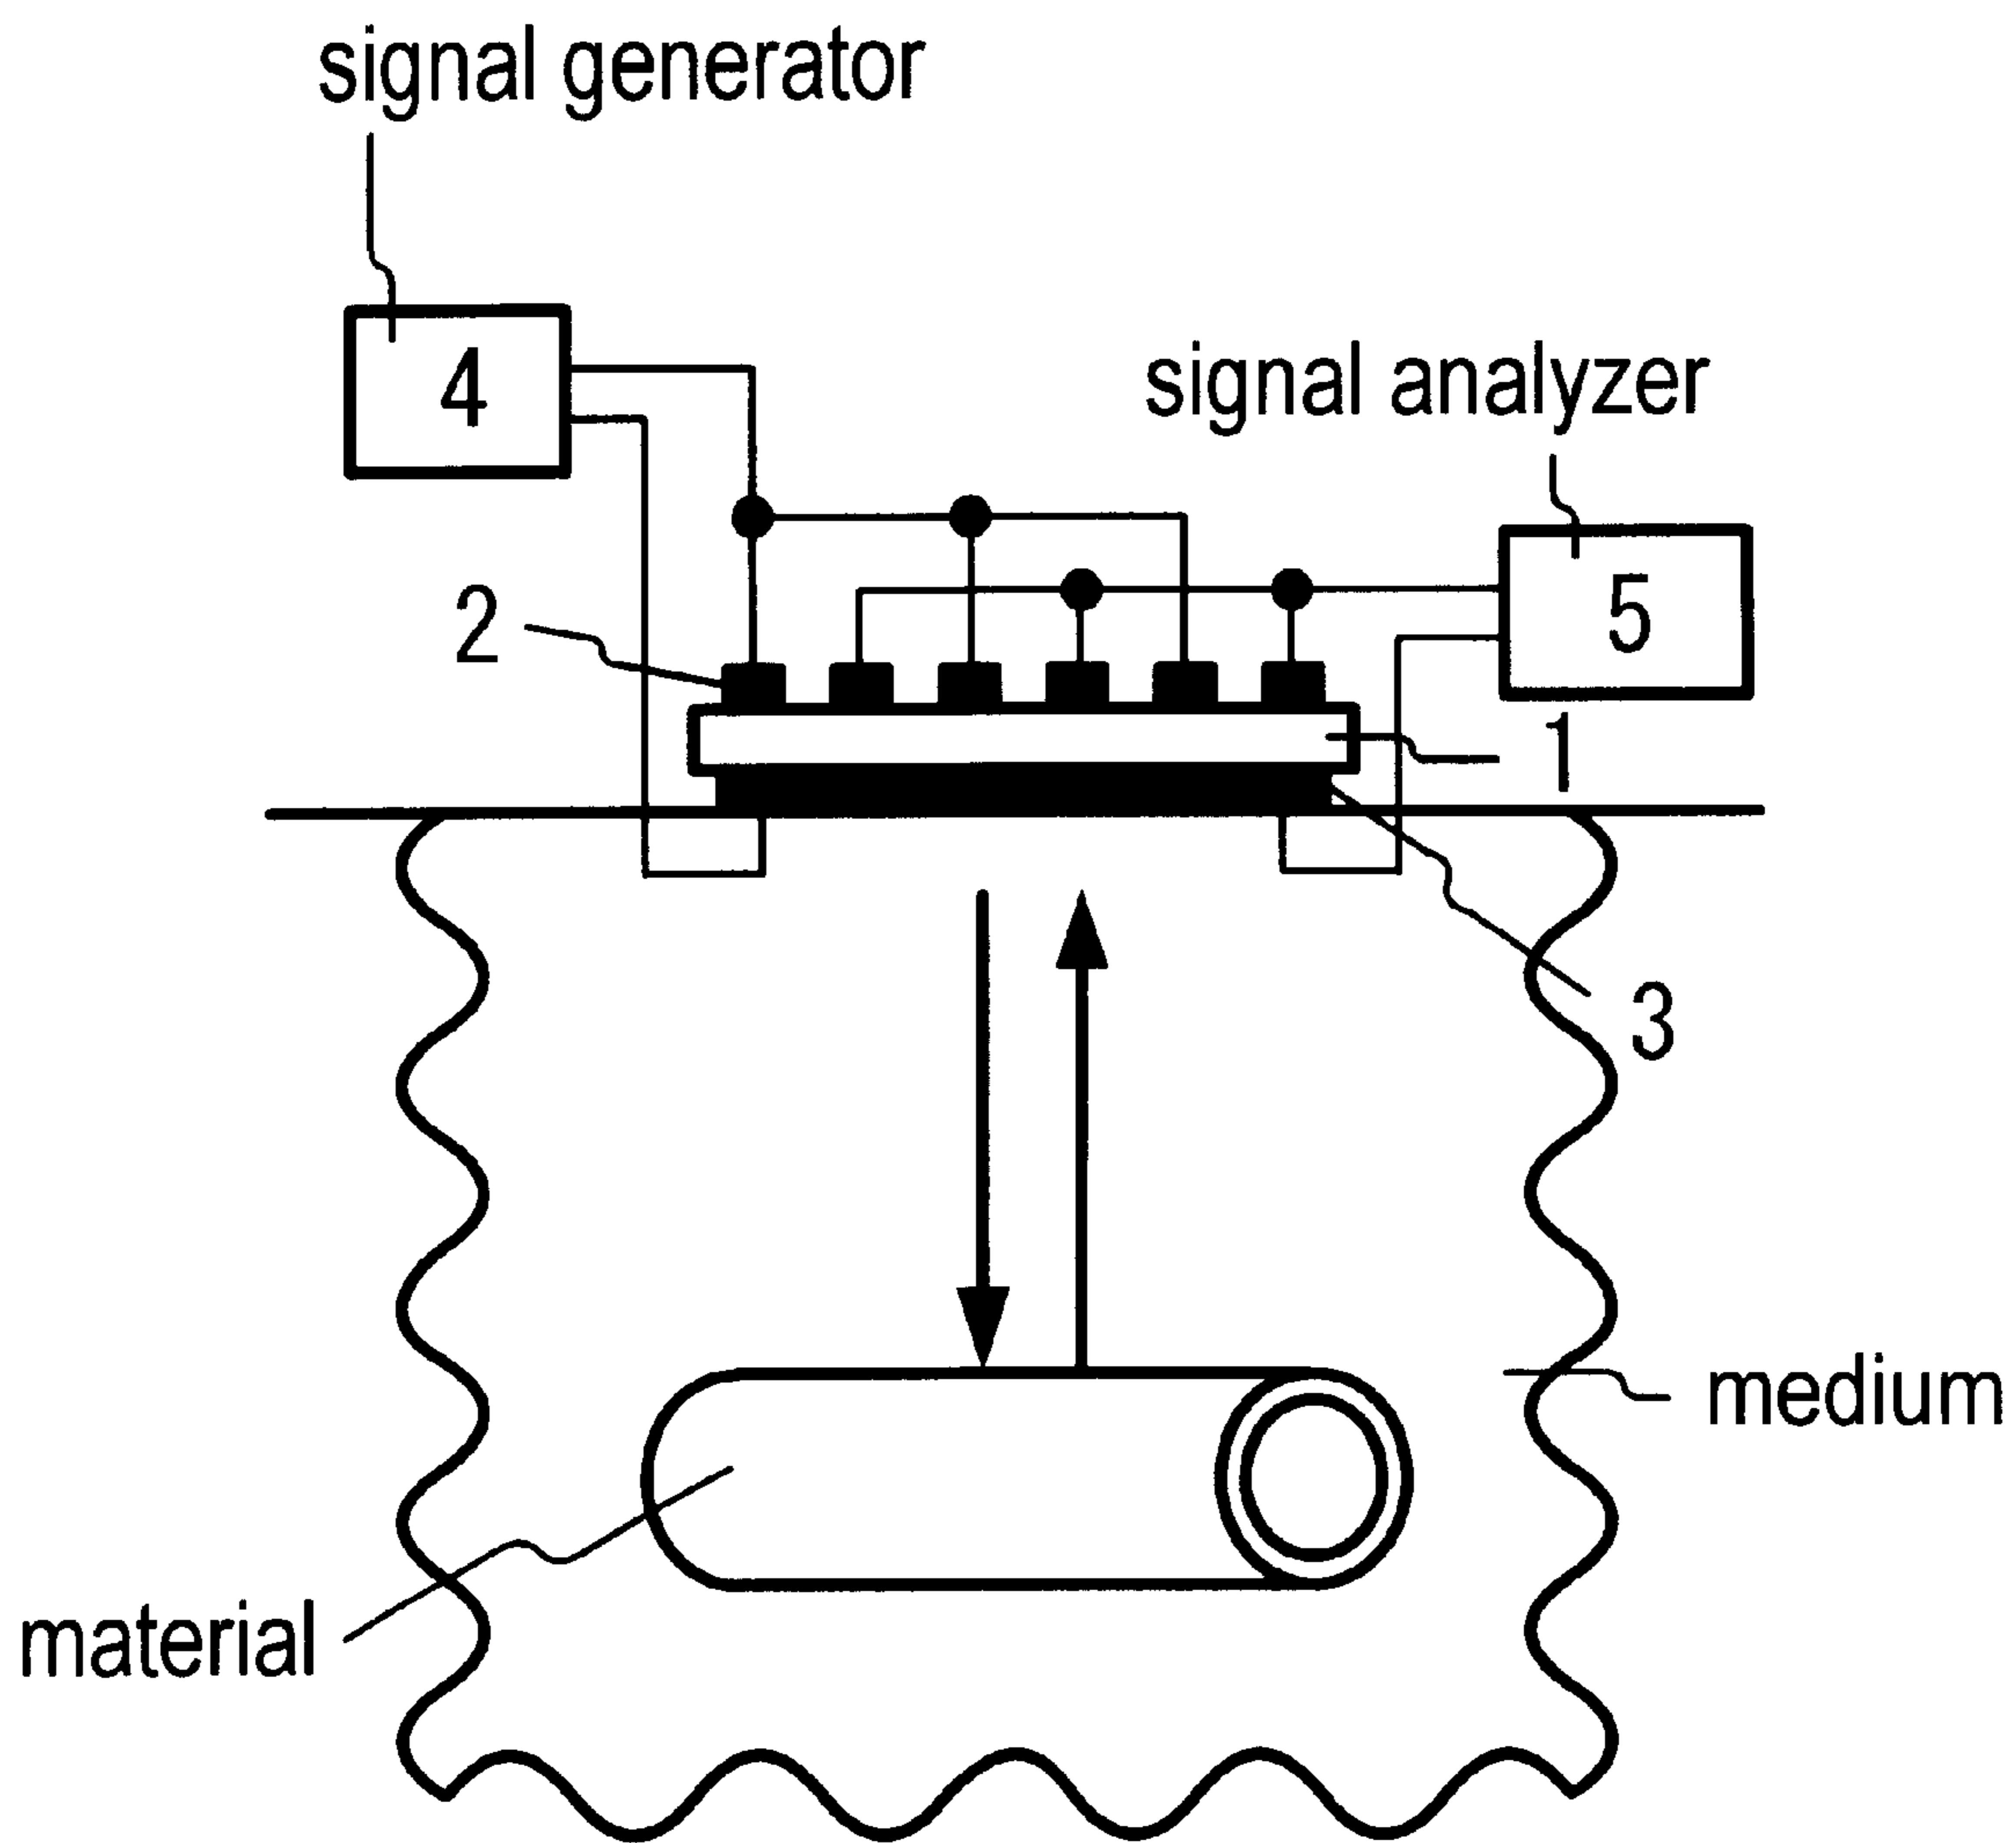 signal generator
4
signal analyzer
2
5
1
3
medium
material